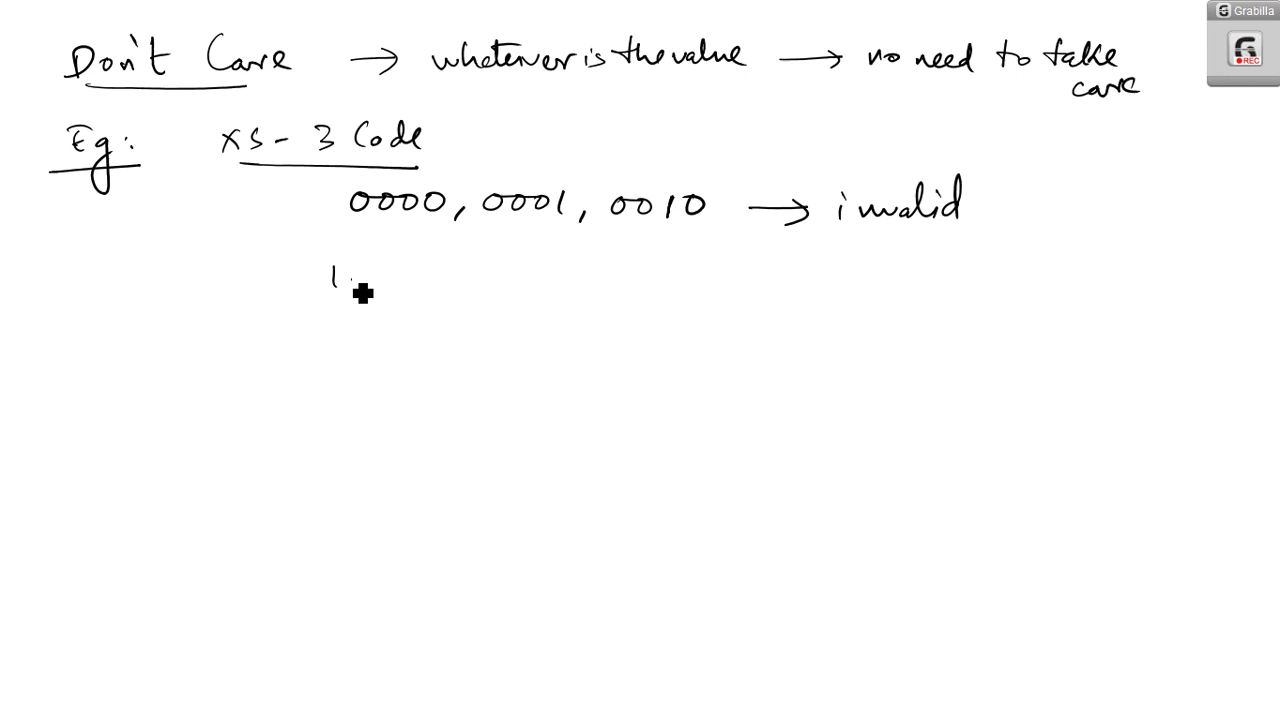 Don't Care → whatever is the value → no need to take
care
Eg: XS-3 Code
0000, 0001, 0010 → invalid
1
Grabilla
REC